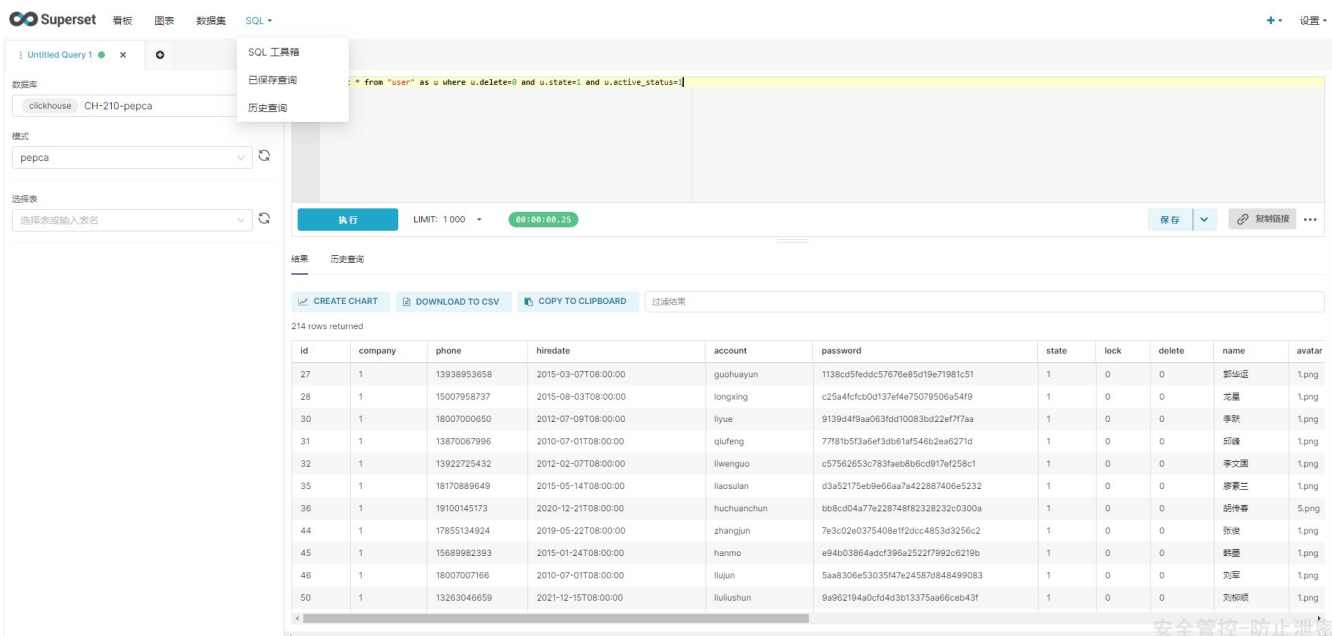 Superset 看板 图表 数据集 SQL 设置
Untitled Query 1
SQL 工具箱
已保存查询
历史查询
数据库
clickhouse CH-210-pepca
* from "user" as u where u.delete=0 and u.state=1 and u.active_status=1
模式
pepca
选择表
选择表或输入表名
执行 LIMIT: 1000 00:00:00.25 保存 复制链接
结果 历史查询
CREATE CHART DOWNLOAD TO CSV COPY TO CLIPBOARD 过滤结果
214 rows returned
id company phone hiredate account password state lock delete name avatar
27 1 13938953658 2015-03-07T08:00:00 guohuayun 1138cd5feddc57676e85d19e71981c51 1 0 0 郭华运 1.png
28 1 15007958737 2015-08-03T08:00:00 longxing c25a4fcfcb0d137ef4e75079506a54f9 1 0 0 龙星 1.png
30 1 18007000650 2012-07-09T08:00:00 liyue 9139d4f9aa063fdd10083bd22ef7f7aa 1 0 0 李跃 1.png
31 1 13870067996 2010-07-01T08:00:00 qiufeng 77f81b5f3a6ef3db61af546b2ea6271d 1 0 0 邱峰 1.png
32 1 13922725432 2012-02-07T08:00:00 liwenguo c57562653c783faeb8b6cd917ef258c1 1 0 0 李文国 1.png
35 1 18170889649 2015-05-14T08:00:00 liaosulan d3a52175eb9e66aa7a422887406e5232 1 0 0 廖素兰 1.png
36 1 19100145173 2020-12-21T08:00:00 huchuanchun bb8cd04a77e228748f82328232c0300a 1 0 0 胡传春 5.png
44 1 17855134924 2019-05-22T08:00:00 zhangjun 7e3c02e0375408e1f2dcc4853d3256c2 1 0 0 张俊 1.png
45 1 15689982393 2015-01-24T08:00:00 hanmo e94b03864adcf396a2522f7992c6219b 1 0 0 韩墨 1.png
46 1 18007007166 2010-07-01T08:00:00 liujun 5aa8306e53035f47e24587d848499083 1 0 0 刘军 1.png
50 1 13263046659 2021-12-15T08:00:00 liuliushun 9a962194a0cfd4d3b13375aa66ceb43f 1 0 0 刘柳顺 1.png
安全管控-防止泄密